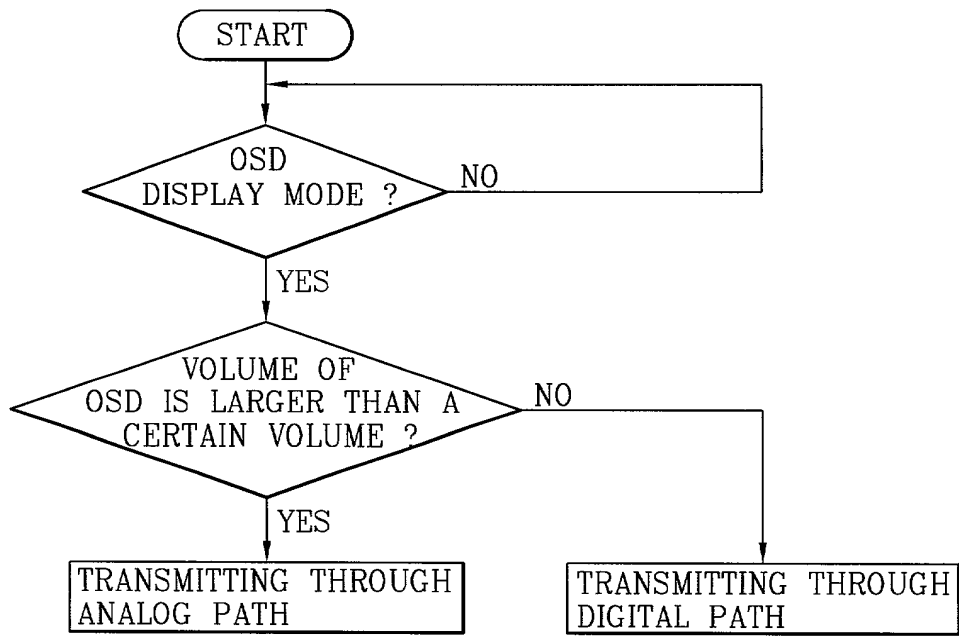 START
OSD
DISPLAY MODE ?
NO
YES
VOLUME OF
OSD IS LARGER THAN A
CERTAIN VOLUME ?
NO
YES
TRANSMITTING THROUGH
ANALOG PATH
TRANSMITTING THROUGH
DIGITAL PATH